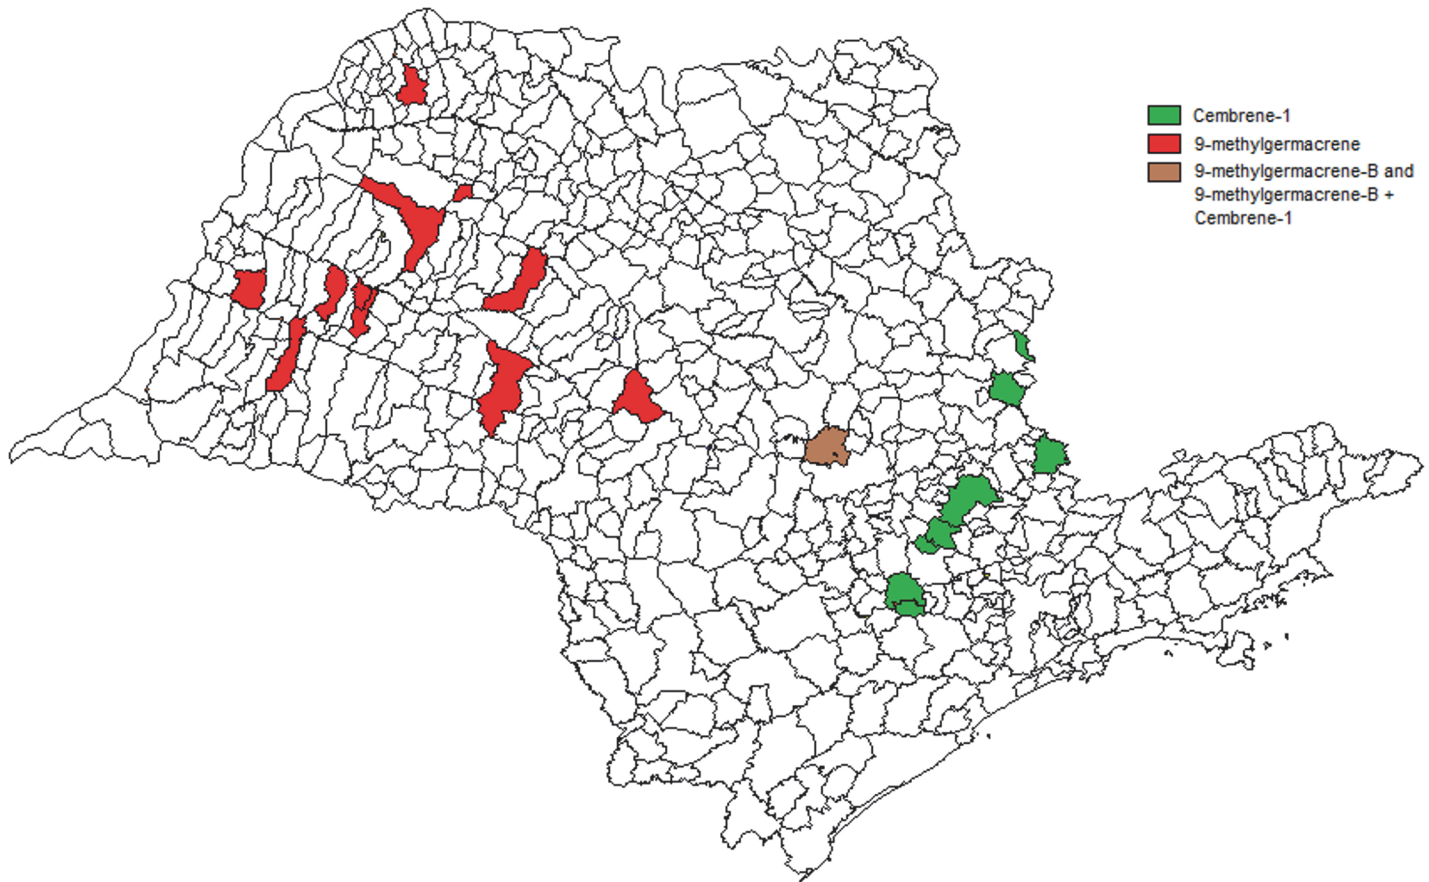 Cembrene-1
9-methylgermacrene
9-methylgermacrene-B and
9-methylgermacrene-B +
Cembrene-1